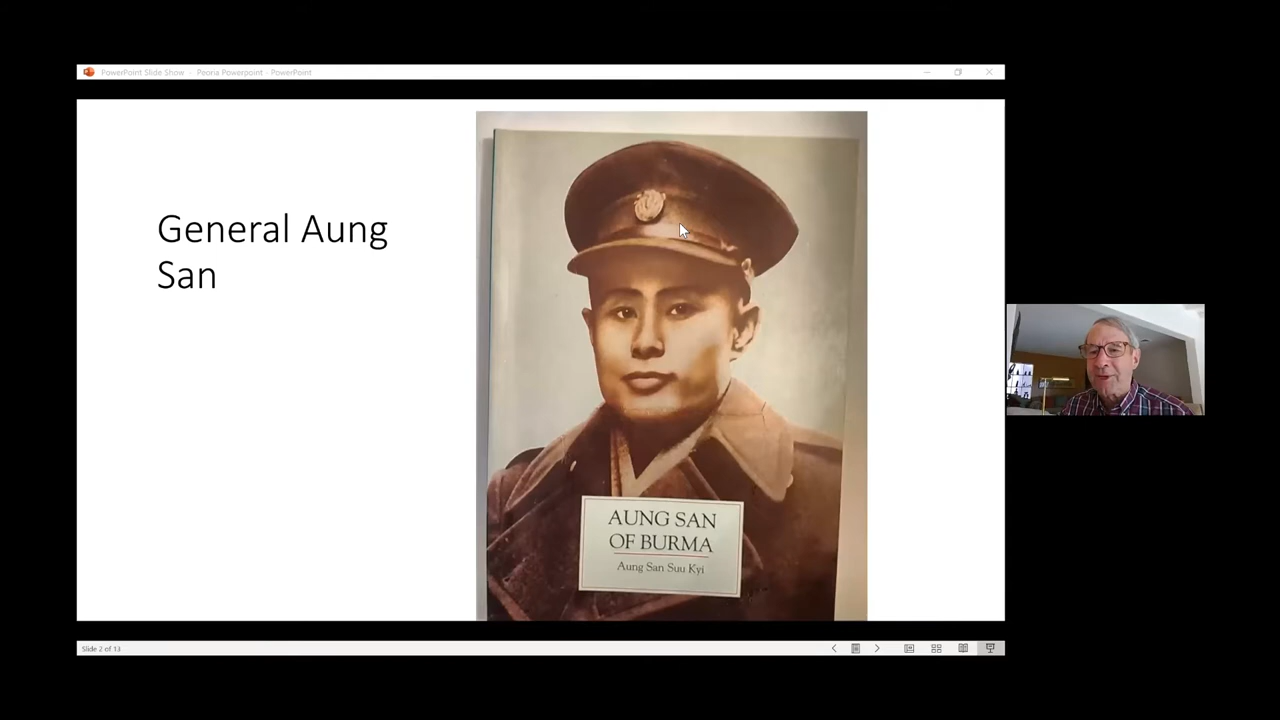 PowerPoint Slide Show - Peoria Powerpoint - PowerPoint
General Aung
San
AUNG SAN
OF BURMA
Aung San Suu Kyi
Slide 2 of 13